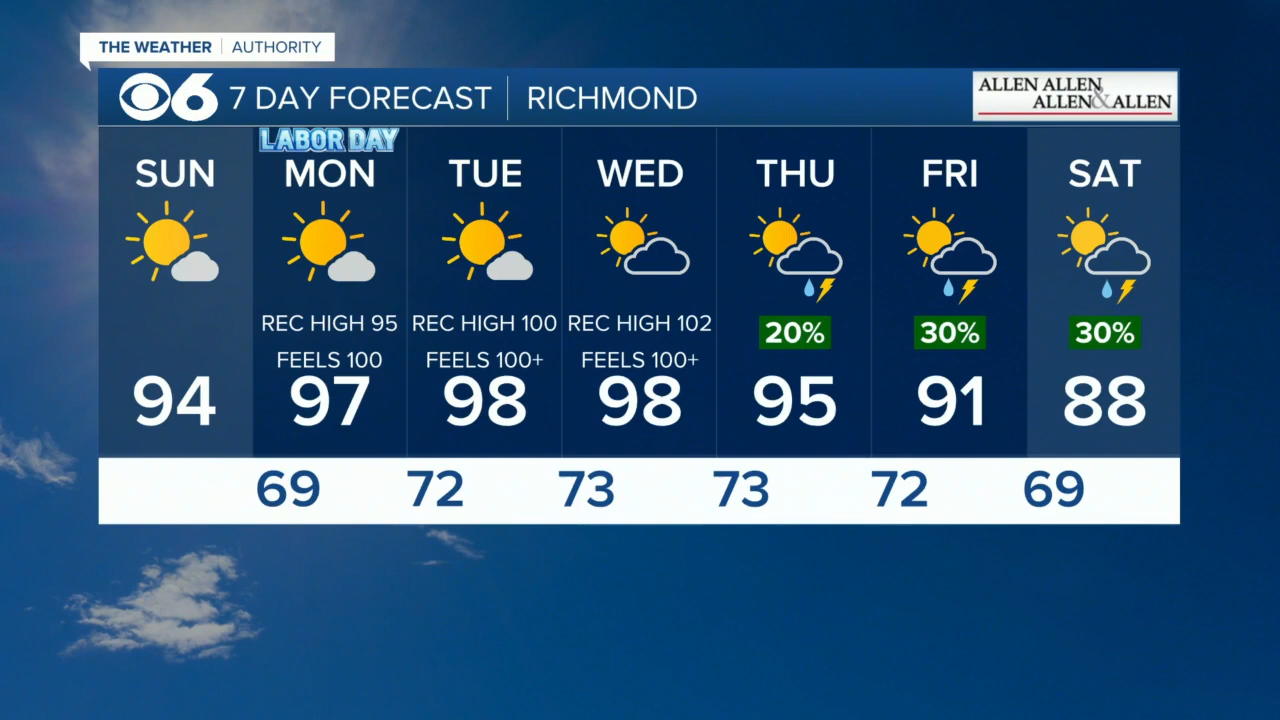 THE WEATHER | AUTHORITY
6 7 DAY FORECAST | RICHMOND
ALLEN ALLEN
ALLEN & ALLEN
LABOR DAY
SUN MON TUE WED THU FRI SAT
REC HIGH 95 REC HIGH 100 REC HIGH 102 20% 30% 30%
FEELS 100 FEELS 100+ FEELS 100+
94 97 98 98 95 91 88
69 72 73 73 72 69